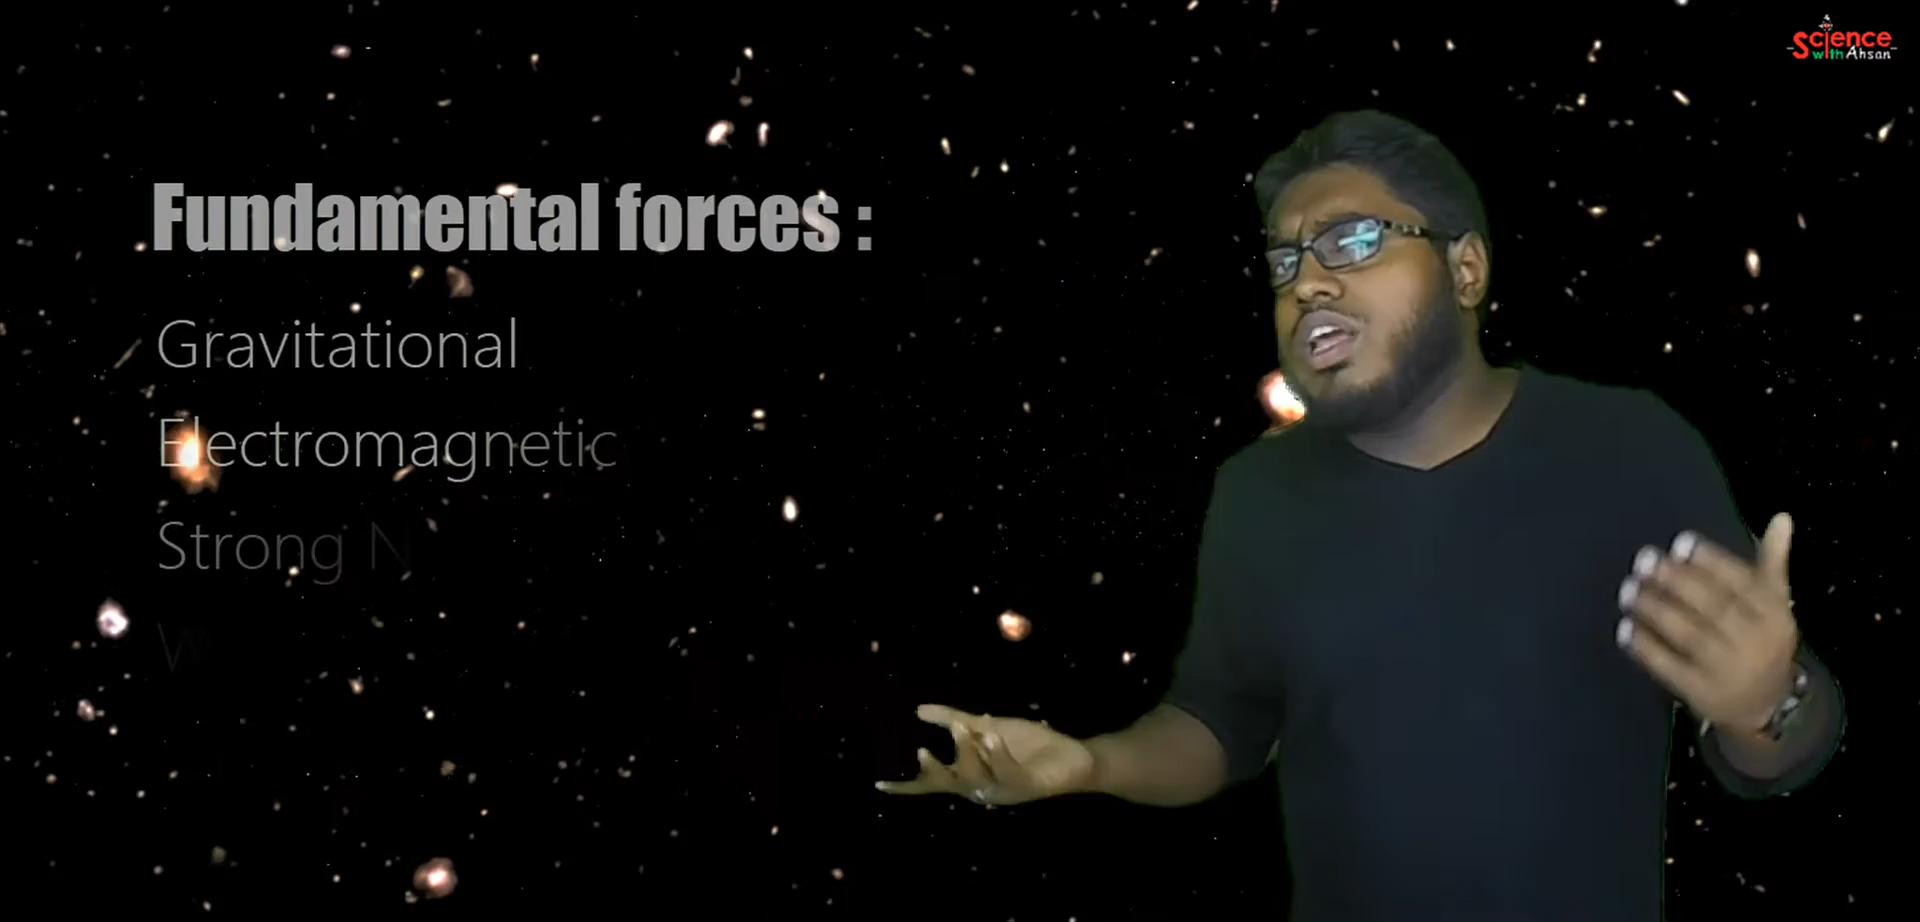 Science
with Ahsan
Fundamental forces :
Gravitational
Electromagnetic
Strong N
W